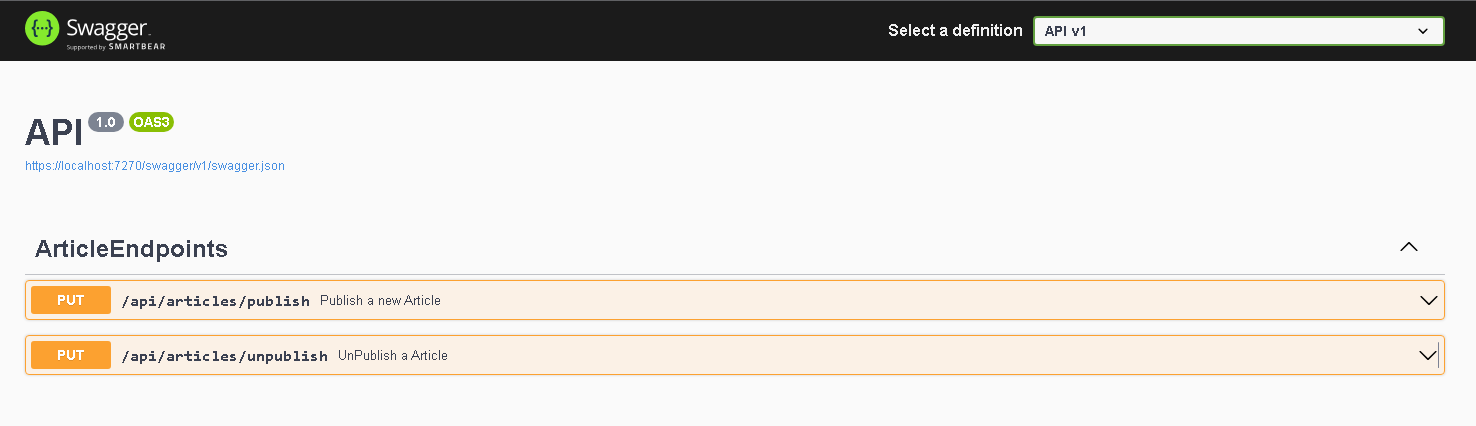 Swagger.
Supported by SMARTBEAR
Select a definition
API v1
API 1.0 OAS3
https://localhost:7270/swagger/v1/swagger.json
ArticleEndpoints
PUT /api/articles/publish Publish a new Article
PUT /api/articles/unpublish UnPublish a Article